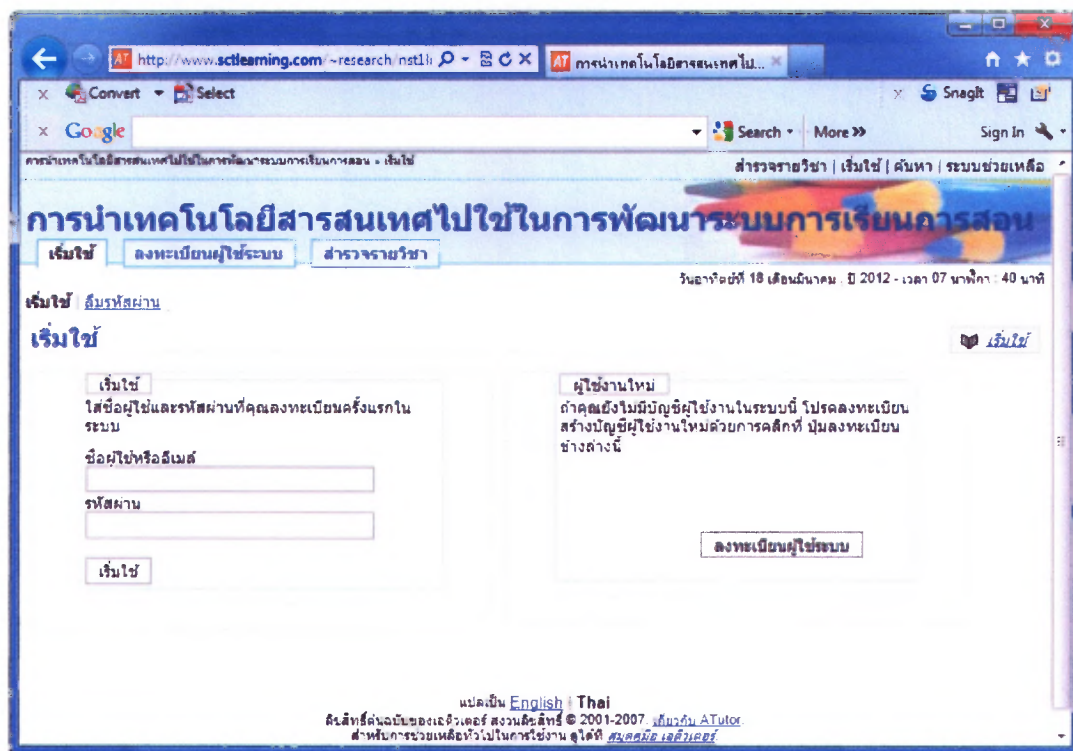 http://www.sctlearning.com/~research/nst1li
การนำเทคโนโลยีสารสนเทศไป...
Convert
Select
SnagIt
Google
Search
More >>
Sign In
การนำเทคโนโลยีสารสนเทศไปใช้ในการพัฒนาระบบการเรียนการสอน » เริ่มใช้
สำรวจรายวิชา | เริ่มใช้ | ค้นหา | ระบบช่วยเหลือ
การนำเทคโนโลยีสารสนเทศไปใช้ในการพัฒนาระบบการเรียนการสอน
เริ่มใช้ ลงทะเบียนผู้ใช้ระบบ สำรวจรายวิชา
วันอาทิตย์ที่ 18 เดือนมีนาคม . ปี 2012 - เวลา 07 นาฬิกา : 40 นาที
เริ่มใช้ | ลืมรหัสผ่าน
เริ่มใช้
เริ่มใช้
เริ่มใช้
ใส่ชื่อผู้ใช้และรหัสผ่านที่คุณลงทะเบียนครั้งแรกใน
ระบบ
ชื่อผู้ใช้หรืออีเมล์
รหัสผ่าน
เริ่มใช้
ผู้ใช้งานใหม่
ถ้าคุณยังไม่มีบัญชีผู้ใช้งานในระบบนี้ โปรดลงทะเบียน
สร้างบัญชีผู้ใช้งานใหม่ด้วยการคลิกที่ ปุ่มลงทะเบียน
ข้างล่างนี้
ลงทะเบียนผู้ใช้ระบบ
แปลเป็น English | Thai
ลิขสิทธิ์ต้นฉบับของเอติวเตอร์ สงวนลิขสิทธิ์ © 2001-2007. เกี่ยวกับ ATutor.
สำหรับการช่วยเหลือทั่วไปในการใช้งาน ดูได้ที่ สมุดคู่มือ เอติวเตอร์.